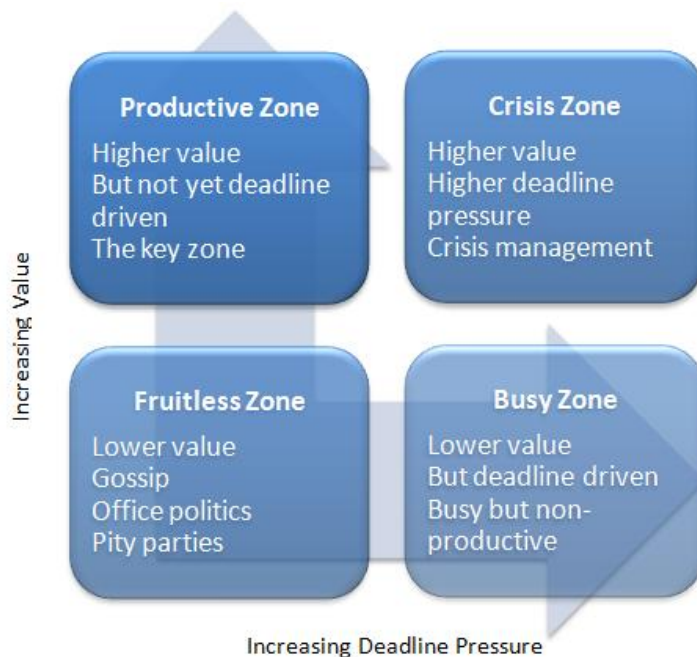 Productive Zone
Higher value
But not yet deadline
driven
The key zone
Crisis Zone
Higher value
Higher deadline
pressure
Crisis management
Increasing Value
Fruitless Zone
Lower value
Gossip
Office politics
Pity parties
Busy Zone
Lower value
But deadline driven
Busy but non-
productive
Increasing Deadline Pressure